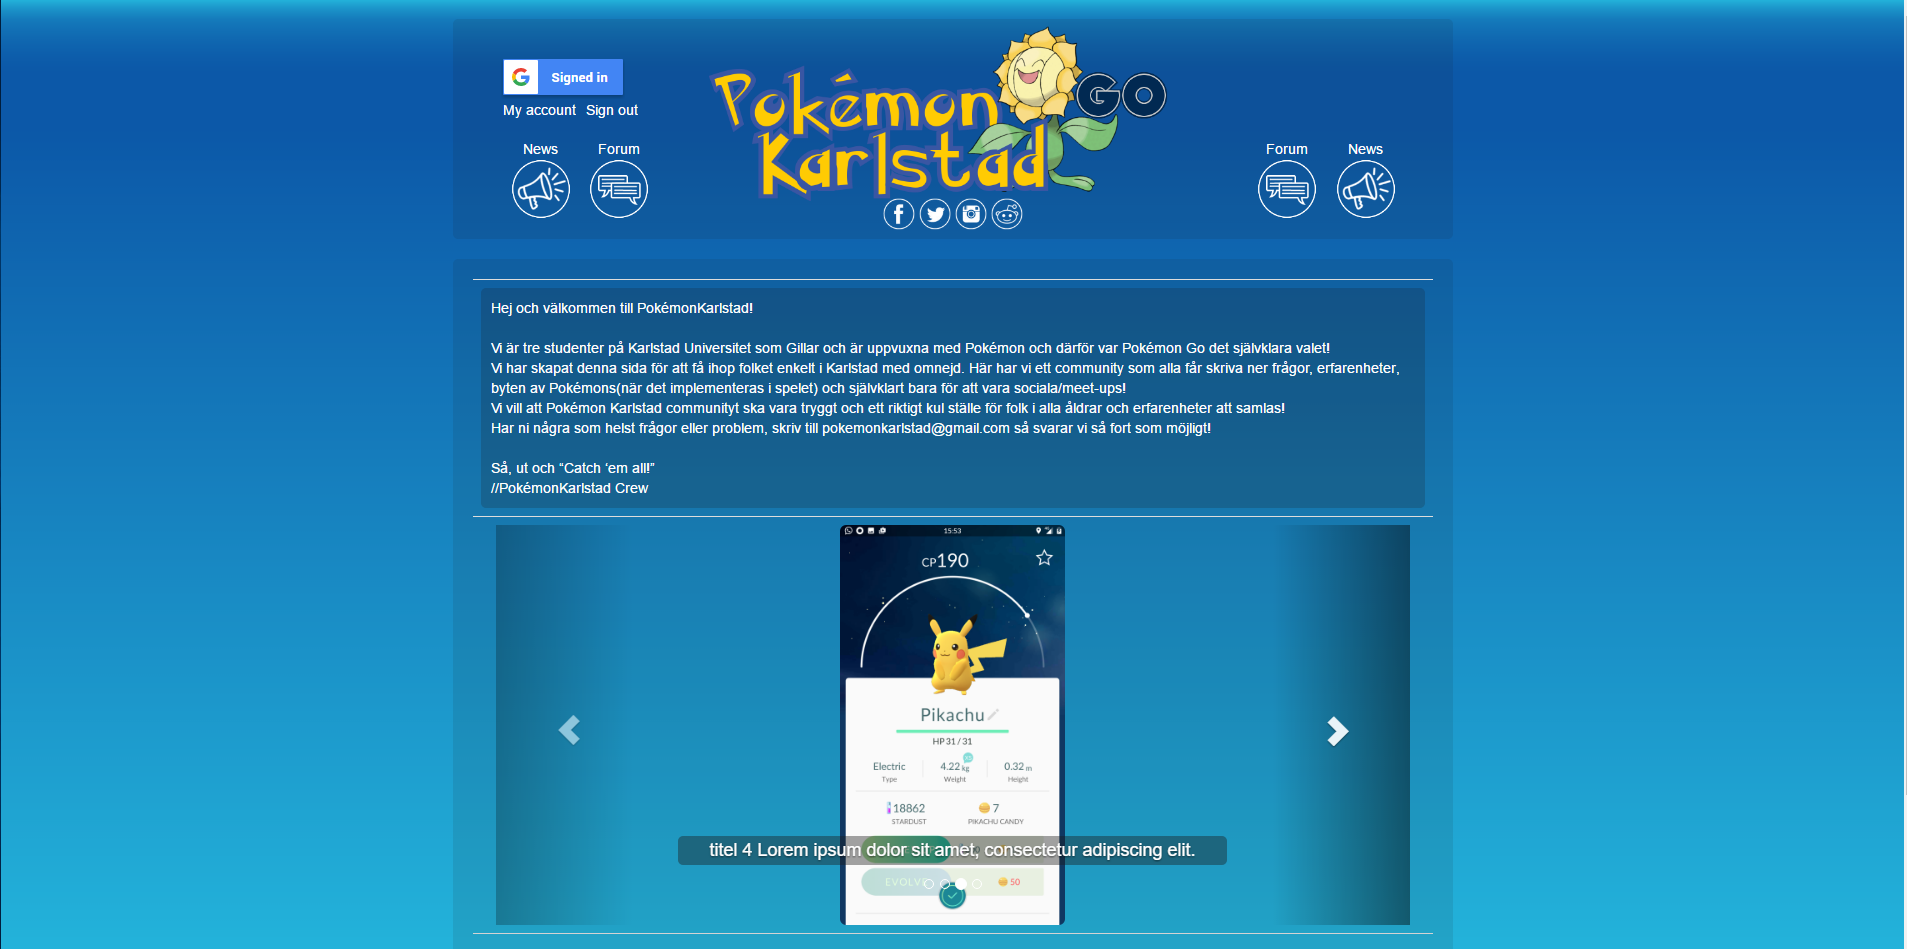 Signed in
My account Sign out
News Forum
Pokémon GO
Karlstad
Forum News
Hej och välkommen till PokémonKarlstad!
Vi är tre studenter på Karlstad Universitet som Gillar och är uppvuxna med Pokémon och därför var Pokémon Go det självklara valet!
Vi har skapat denna sida för att få ihop folket enkelt i Karlstad med omnejd. Här har vi ett community som alla får skriva ner frågor, erfarenheter,
byten av Pokémons(när det implementeras i spelet) och självklart bara för att vara sociala/meet-ups!
Vi vill att Pokémon Karlstad communityt ska vara tryggt och ett riktigt kul ställe för folk i alla åldrar och erfarenheter att samlas!
Har ni några som helst frågor eller problem, skriv till pokemonkarlstad@gmail.com så svarar vi så fort som möjligt!
Så, ut och “Catch ‘em all!”
//PokémonKarlstad Crew
15:53
CP190
Pikachu
HP 31 / 31
Electric 4.22 kg 0.32 m
Type Weight Height
18862 7
STARDUST PIKACHU CANDY
titel 4 Lorem ipsum dolor sit amet, consectetur adipiscing elit.
EVOLVE 50